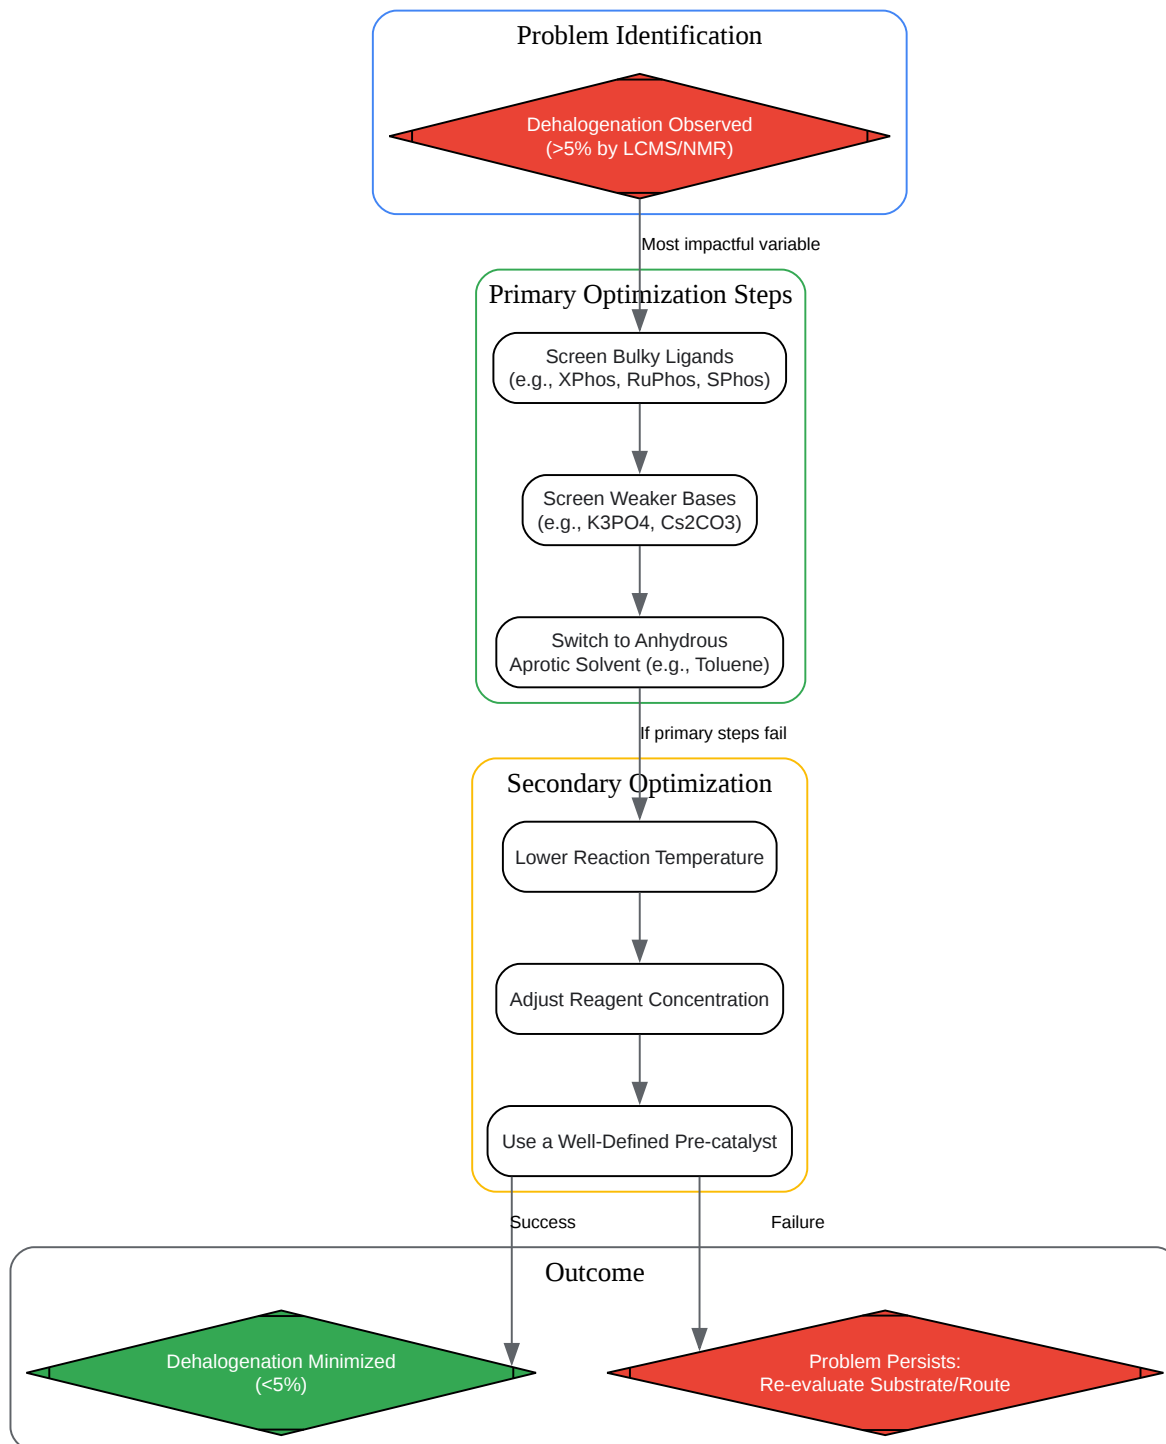 Problem Identification
Dehalogenation Observed
(>5% by LCMS/NMR)
Most impactful variable
Primary Optimization Steps
Screen Bulky Ligands
(e.g., XPhos, RuPhos, SPhos)
Screen Weaker Bases
(e.g., K3PO4, Cs2CO3)
Switch to Anhydrous
Aprotic Solvent (e.g., Toluene)
If primary steps fail
Secondary Optimization
Lower Reaction Temperature
Adjust Reagent Concentration
Use a Well-Defined Pre-catalyst
Success
Failure
Outcome
Dehalogenation Minimized
(<5%)
Problem Persists:
Re-evaluate Substrate/Route